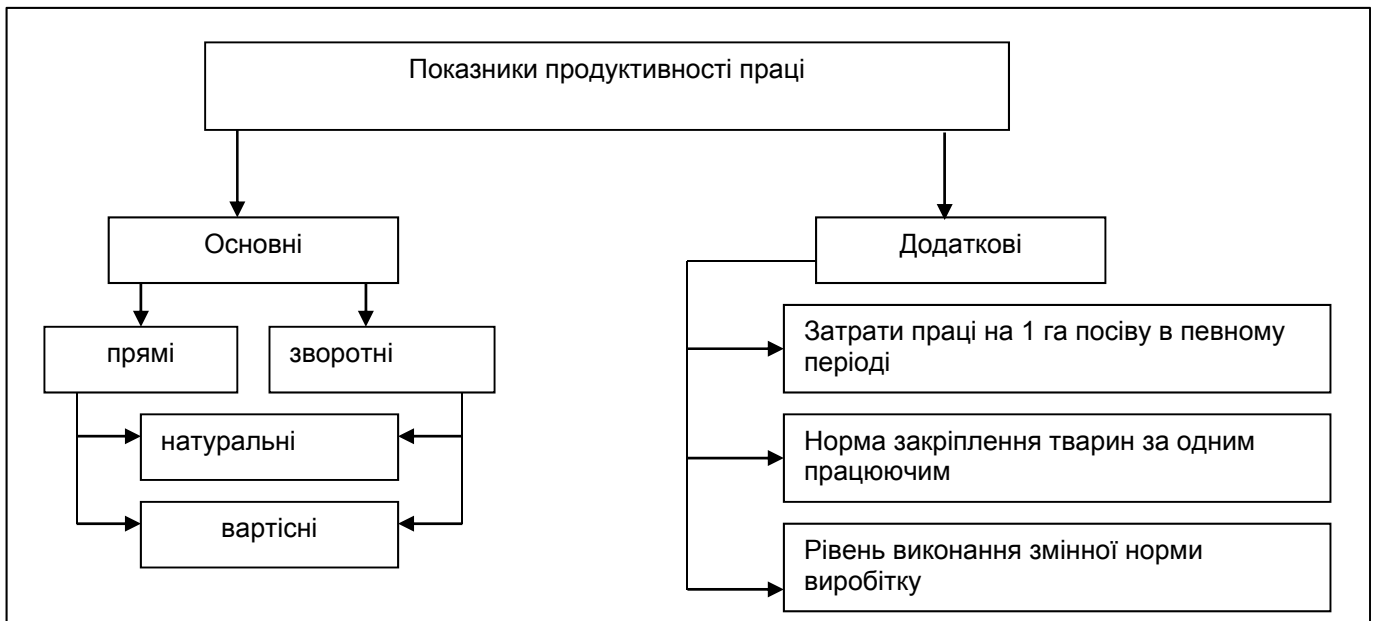 Показники продуктивності праці
Основні
Додаткові
прямі
зворотні
натуральні
вартісні
Затрати праці на 1 га посіву в певному
періоді
Норма закріплення тварин за одним
працюючим
Рівень виконання змінної норми
виробітку